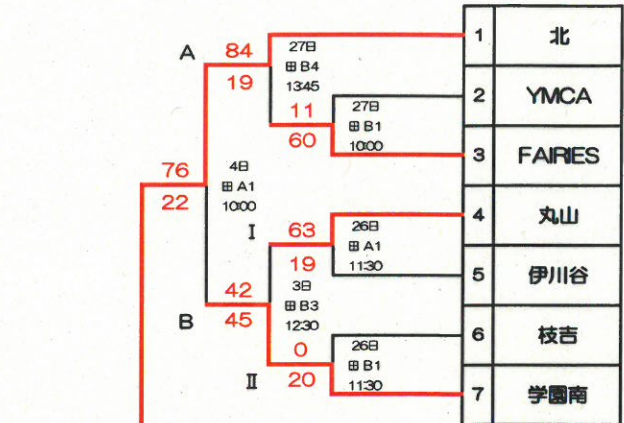 A
84
19
27日
田 B4
13:45
1 北
2 YMCA
11
60
27日
田 B1
10:00
3 FAIRIES
76
22
4日
田 A1
10:00
I
63
19
26日
田 A1
11:30
4 丸山
5 伊川谷
3日
田 B3
12:30
42
45
B
6 枝吉
0
20
II
26日
田 B1
11:30
7 学園南